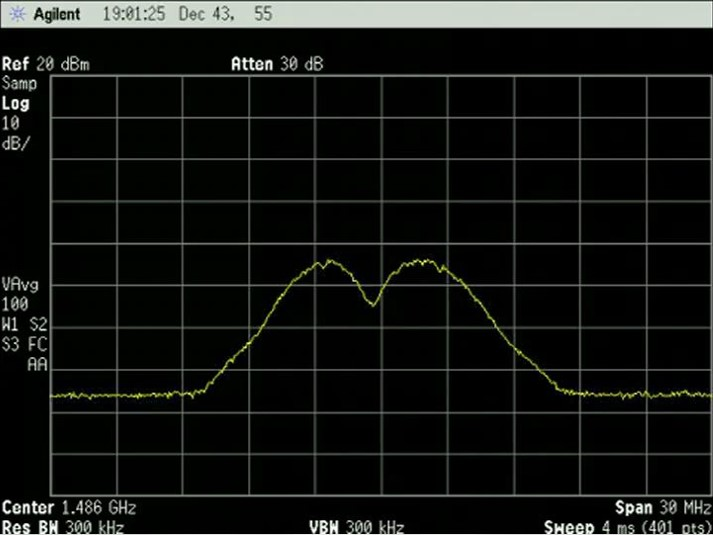 Agilent 19:01:25 Dec 43, 55
Ref 20 dBm Atten 30 dB
Samp
Log
10
dB/
VAvg
100
W1 S2
S3 FC
AA
Center 1.486 GHz Span 30 MHz
Res BW 300 kHz VBW 300 kHz Sweep 4 ms (401 pts)